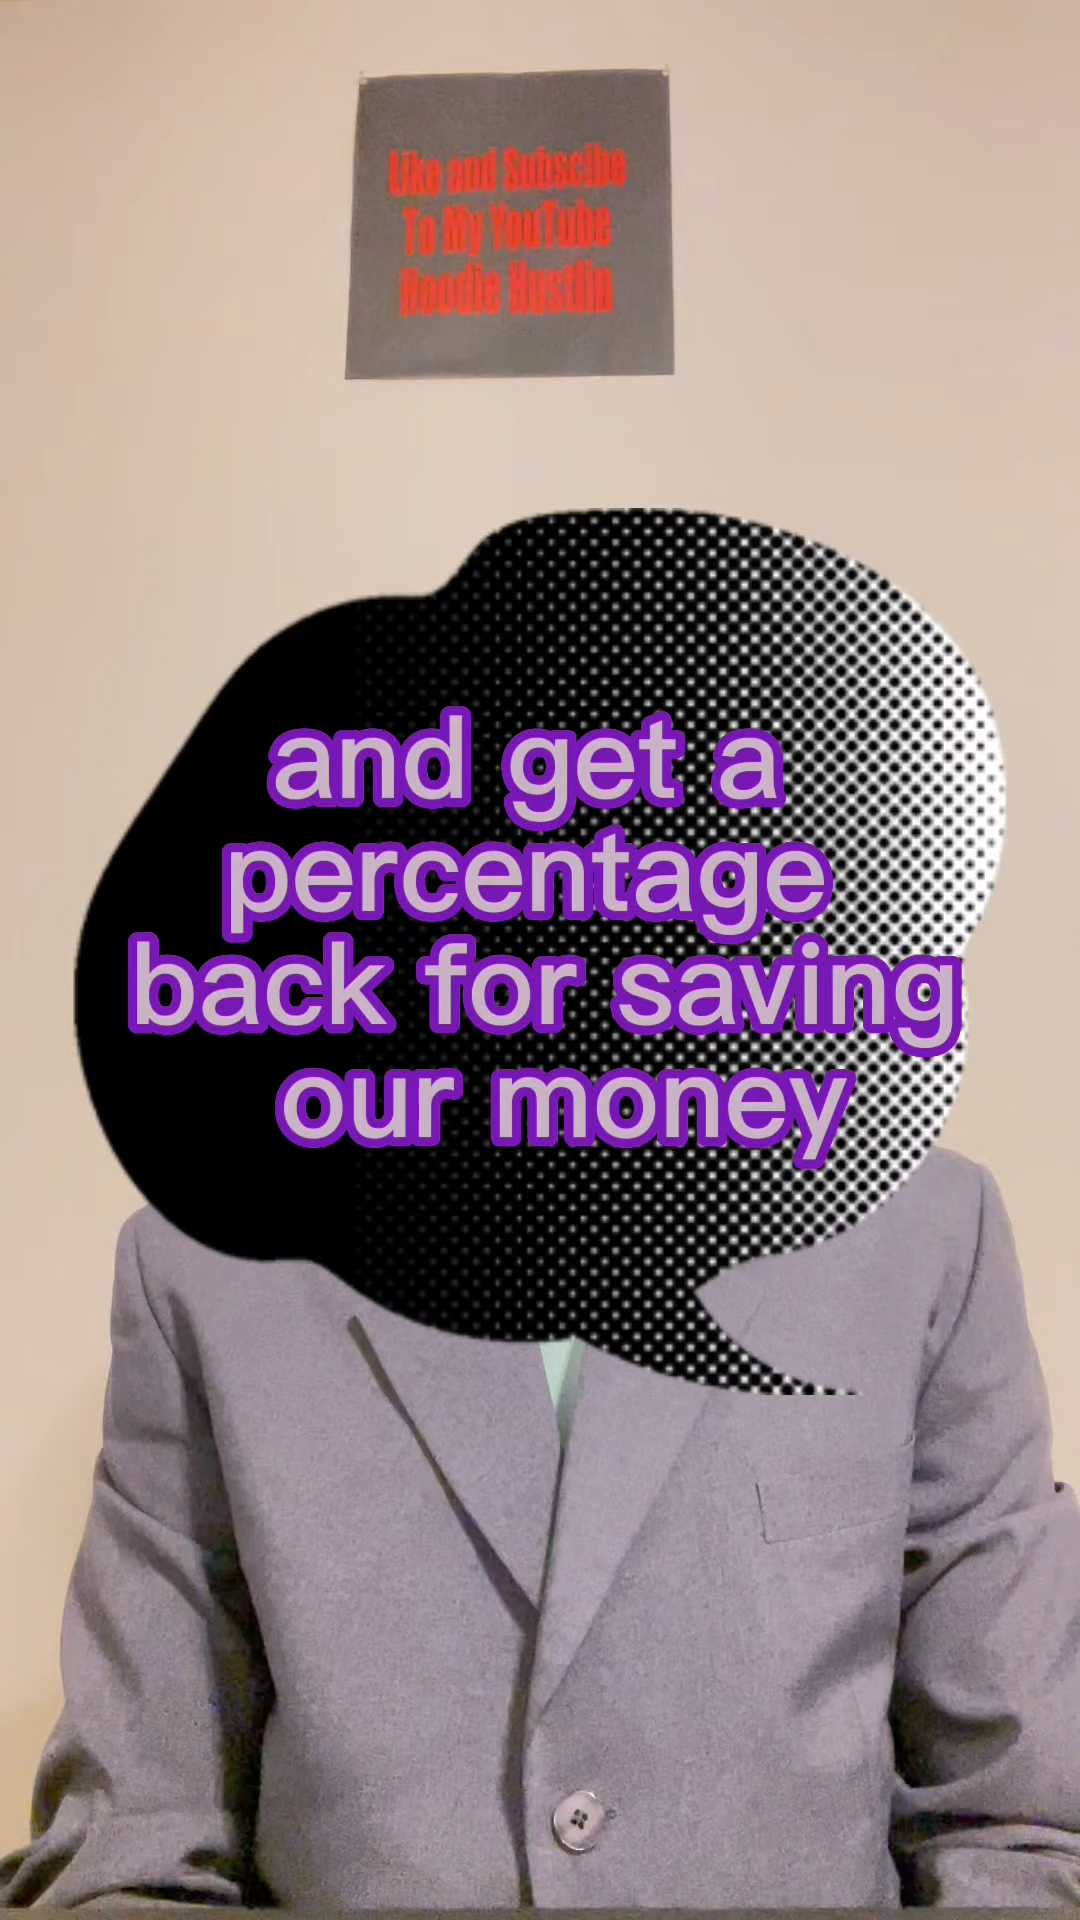 Like and Subscibe
To My YouTube
Hoodie Hustlin
and get a
percentage
back for saving
our money